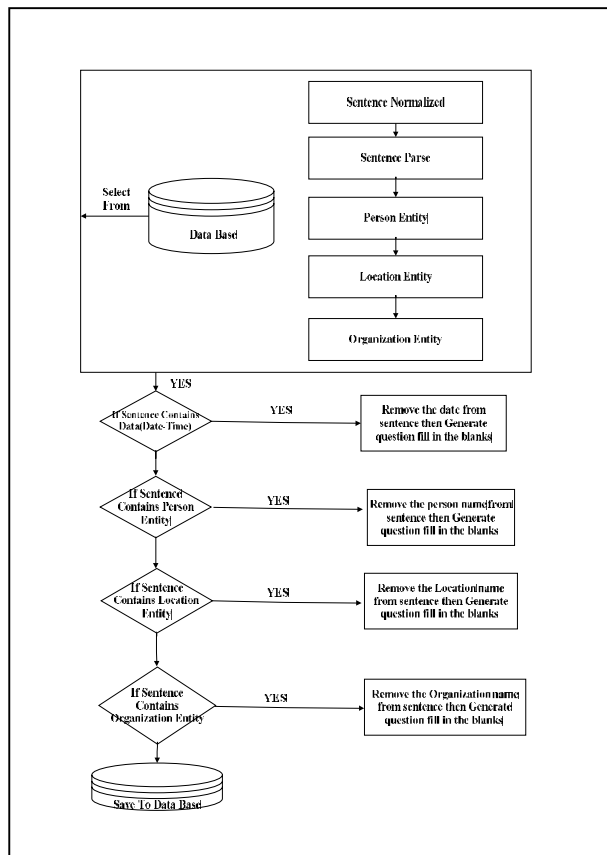 Sentence Normalized
Sentence Parse
Select
From
Data Base
Person Entity
Location Entity
Organization Entity
YES
If Sentence Contains
Data(Date-Time)
YES
Remove the date from
sentence then Generate
question fill in the blanks
If Sentenced
Contains Person
Entity
YES
Remove the person name from
sentence then Generate
question fill in the blanks
If Sentence
Contains Location
Entity
YES
Remove the Location name
from sentence then Generate
question fill in the blanks
If Sentence
Contains
Organization Entity
YES
Remove the Organization name
from sentence then Generate
question fill in the blanks
Save To Data Base